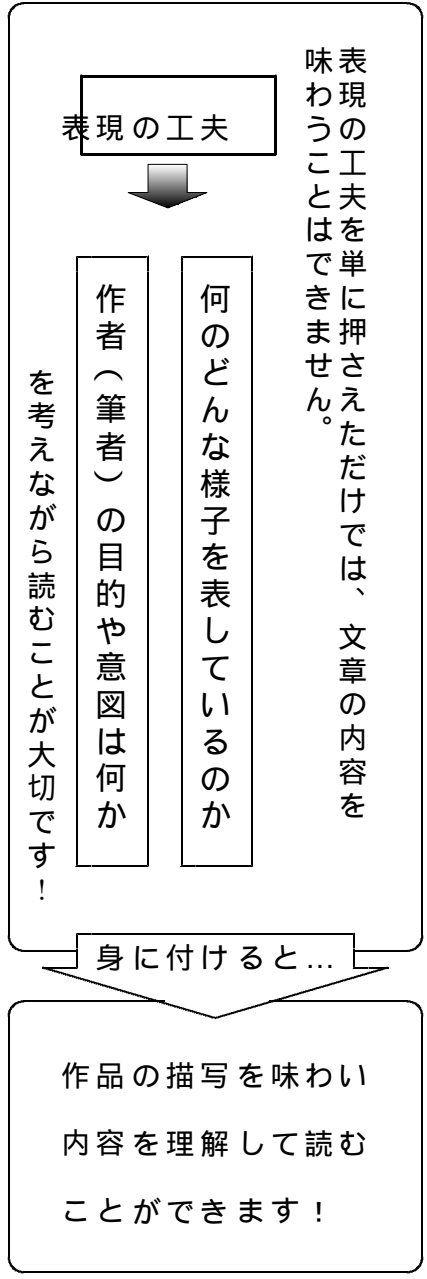 表現の工夫を単に押さえただけでは、文章の内容を
味わうことはできません。
表現の工夫
何のどんな様子を表しているのか
作者（筆者）の目的や意図は何か
を考えながら読むことが大切です！
身に付けると…
作品の描写を味わい
内容を理解して読む
ことができます！